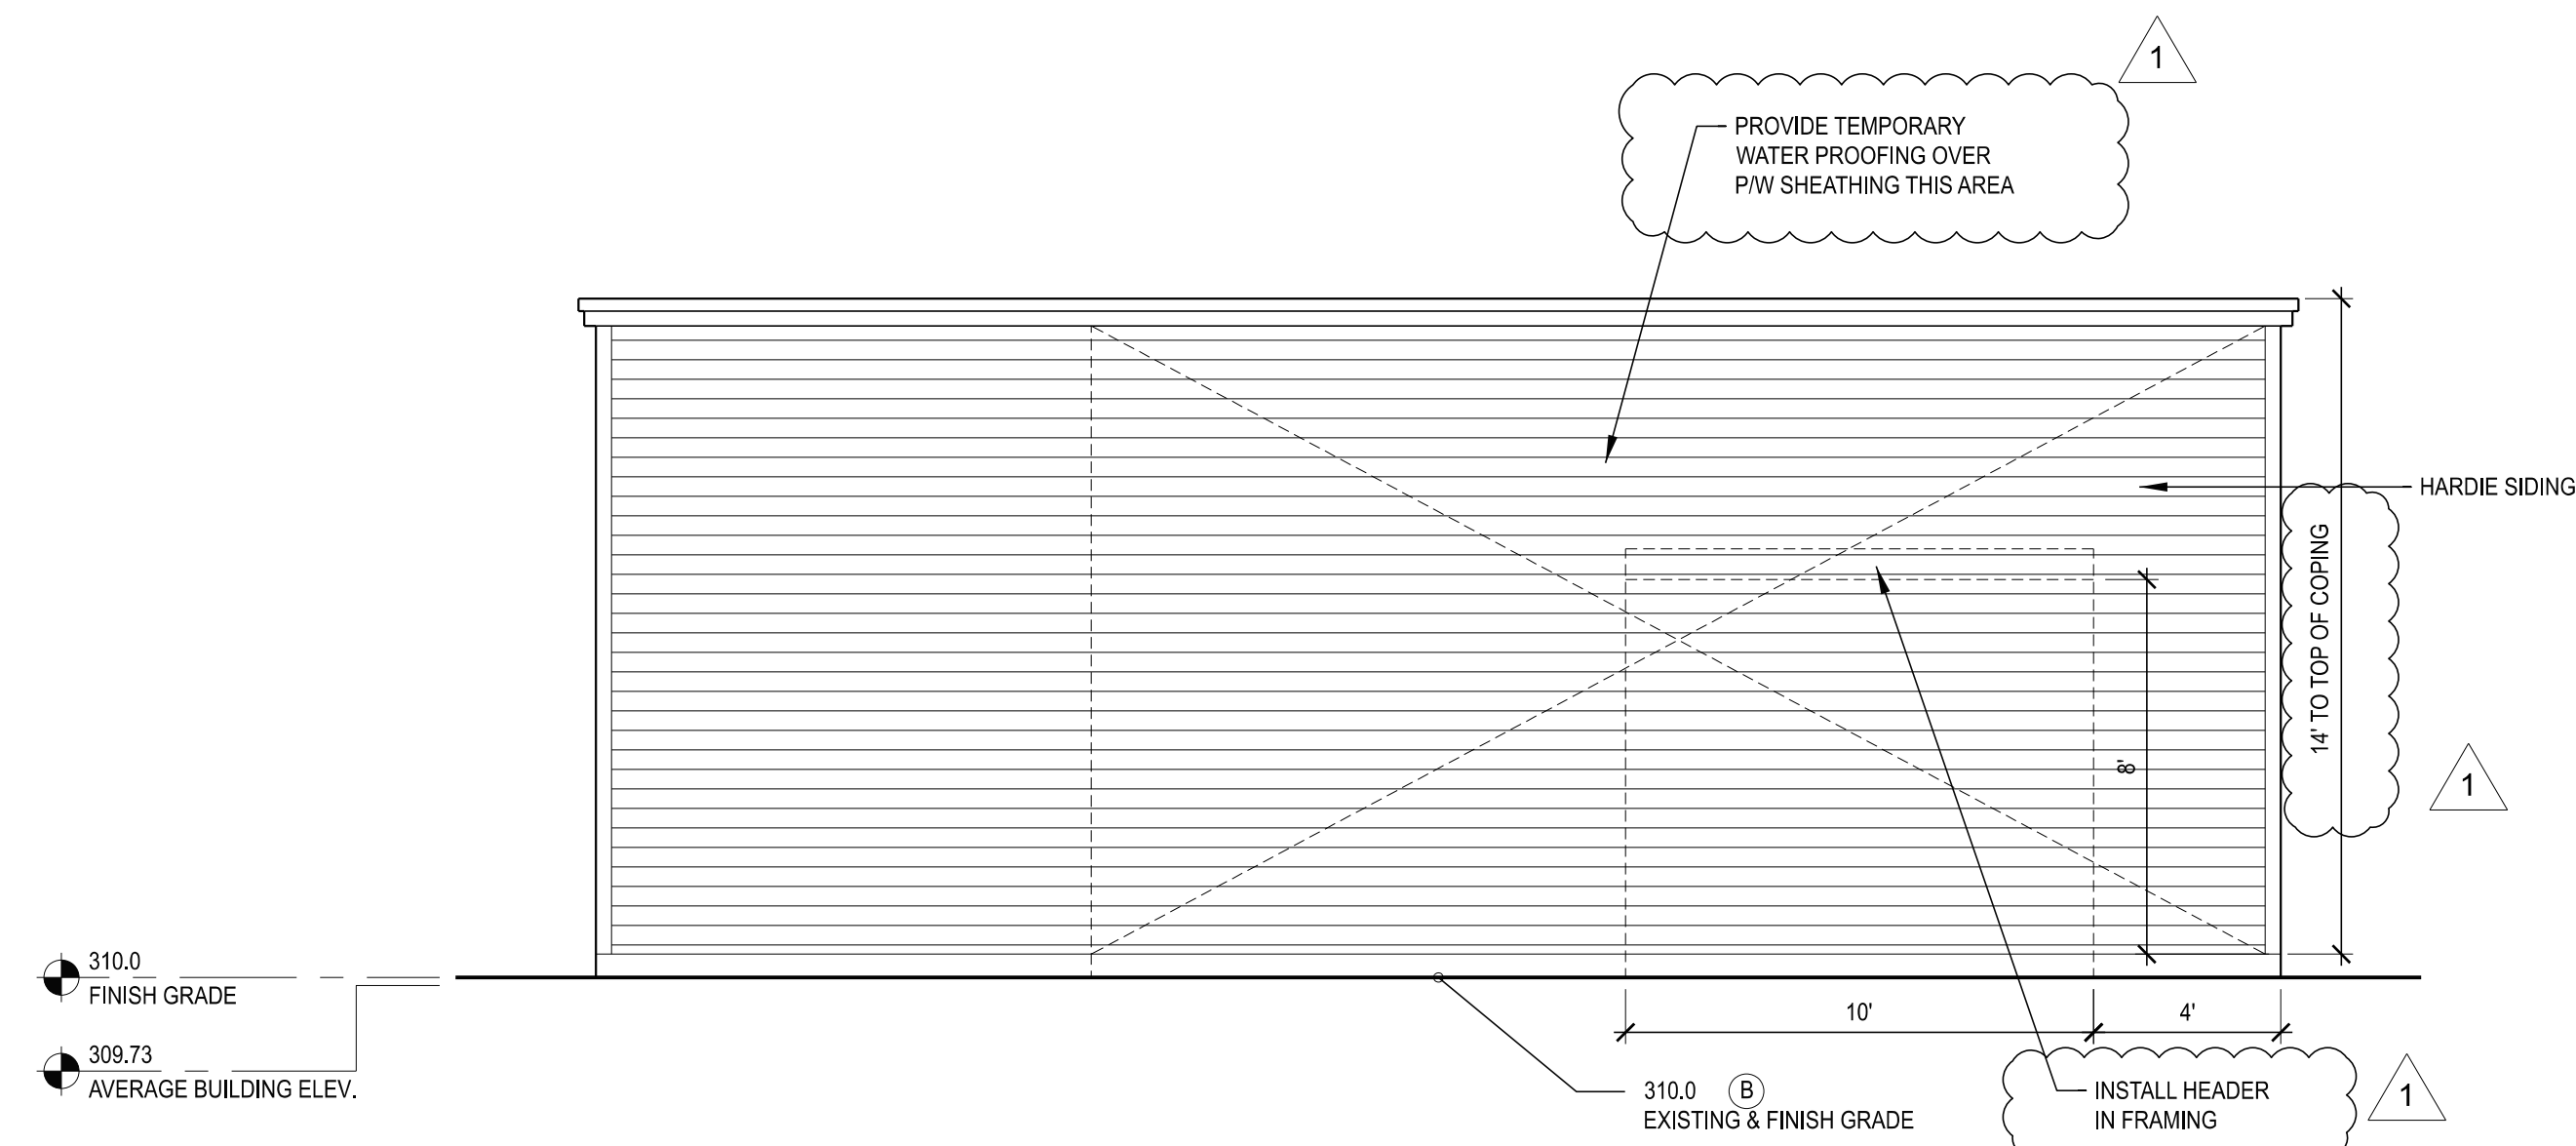 1
PROVIDE TEMPORARY
WATER PROOFING OVER
P/W SHEATHING THIS AREA
HARDIE SIDING
14' TO TOP OF COPING
8'
1
310.0
FINISH GRADE
10'
4'
309.73
AVERAGE BUILDING ELEV.
310.0 B
EXISTING & FINISH GRADE
INSTALL HEADER
IN FRAMING
1